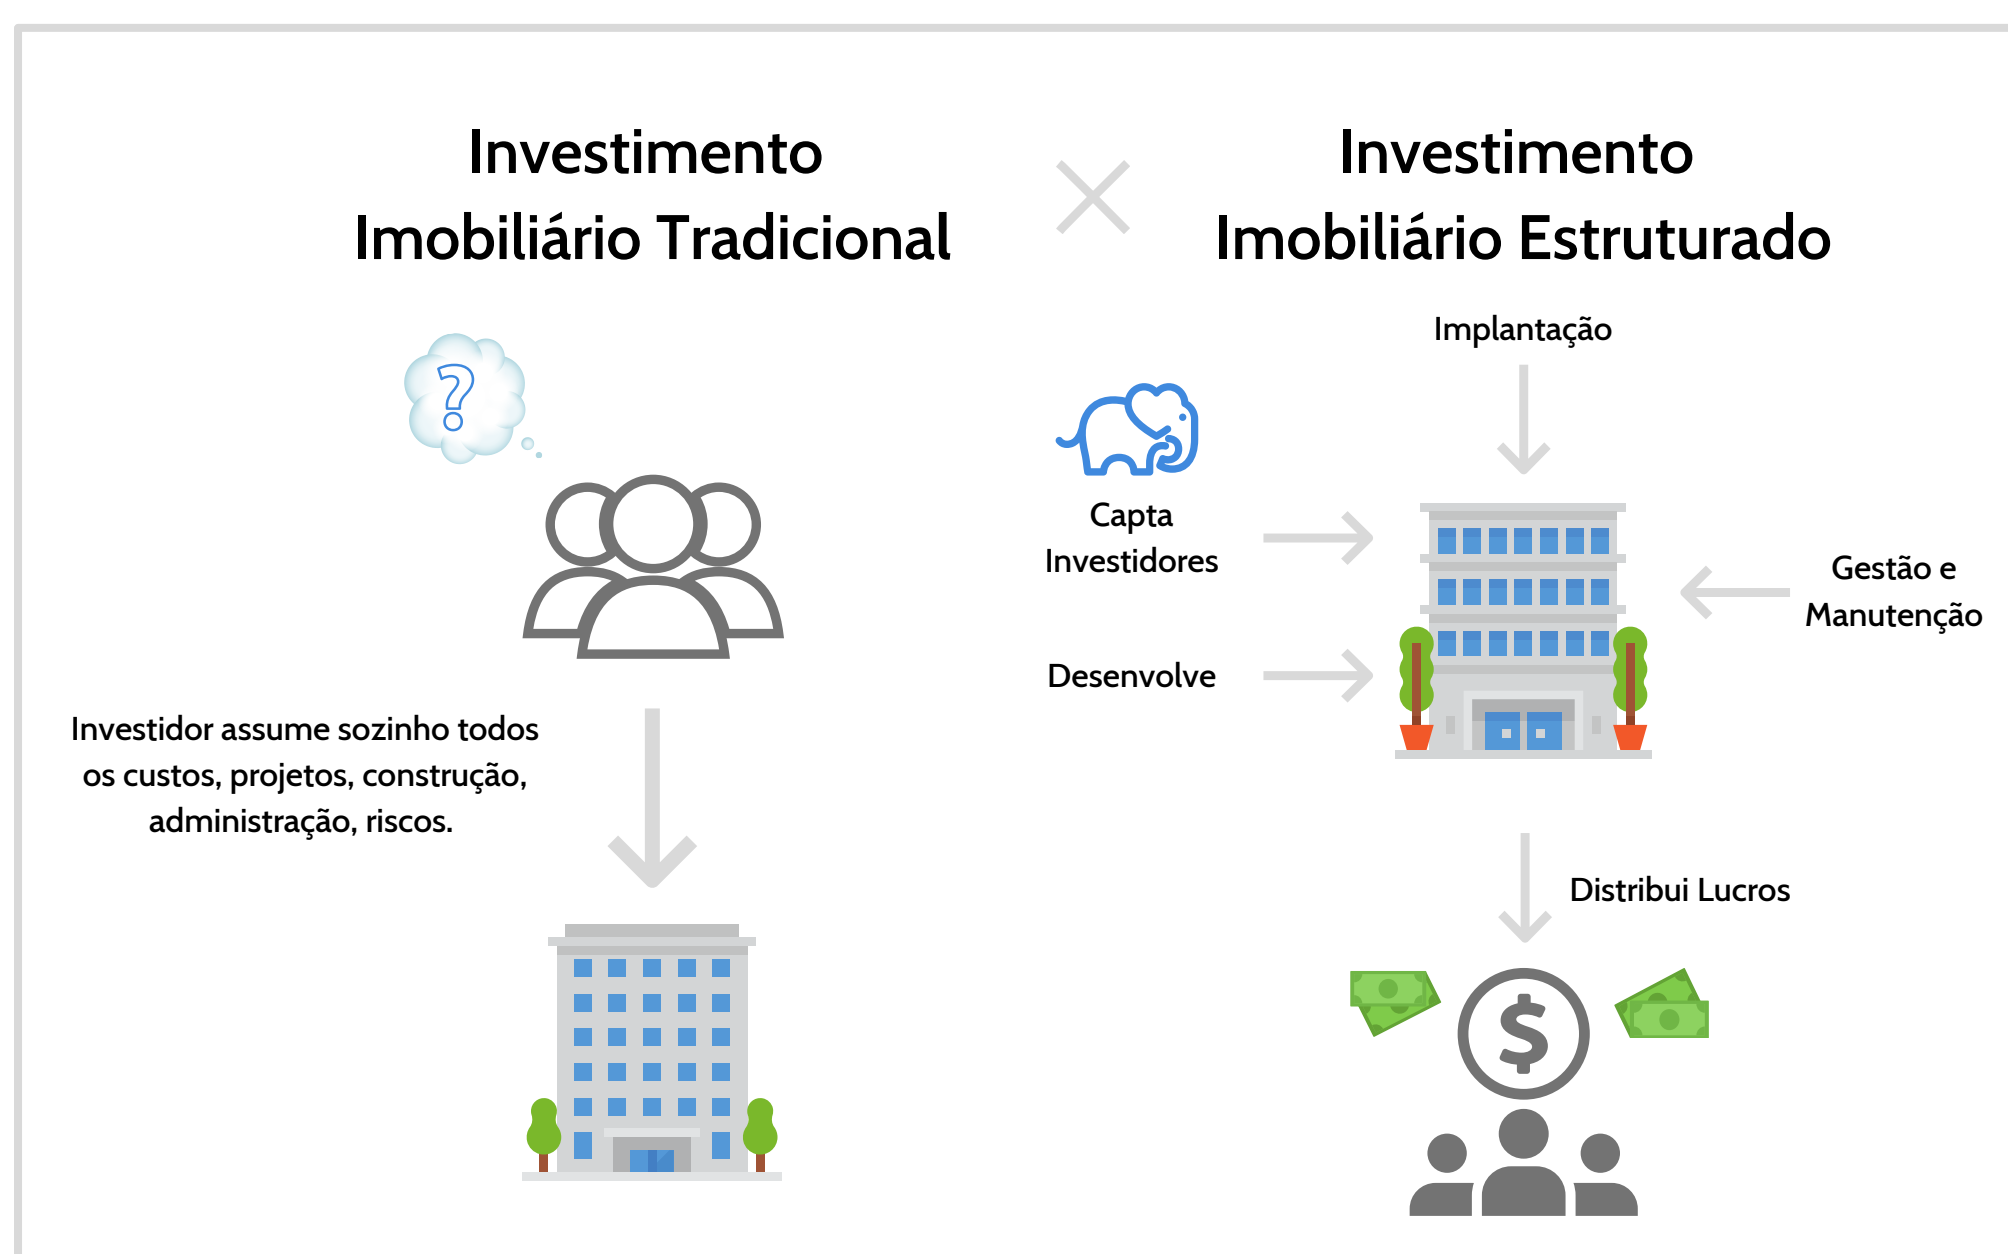 Investimento
Imobiliário Tradicional
?
Investidor assume sozinho todos
os custos, projetos, construção,
administração, riscos.
Investimento
Imobiliário Estruturado
Implantação
Capta
Investidores
Desenvolve
Gestão e
Manutenção
Distribui Lucros
$